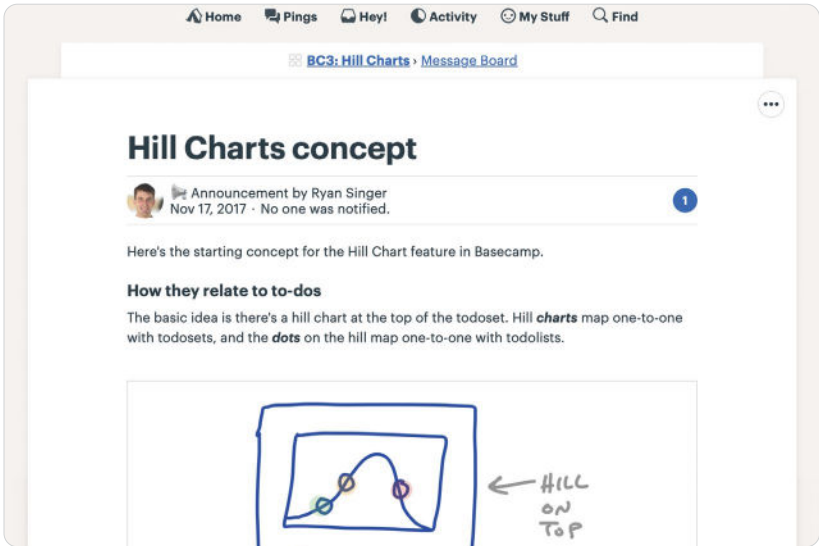 Home Pings Hey! Activity My Stuff Find
BC3: Hill Charts › Message Board
Hill Charts concept
Announcement by Ryan Singer
Nov 17, 2017 · No one was notified.
1
Here's the starting concept for the Hill Chart feature in Basecamp.
How they relate to to-dos
The basic idea is there's a hill chart at the top of the todoset. Hill charts map one-to-one
with todosets, and the dots on the hill map one-to-one with todolists.
HILL
ON
TOP